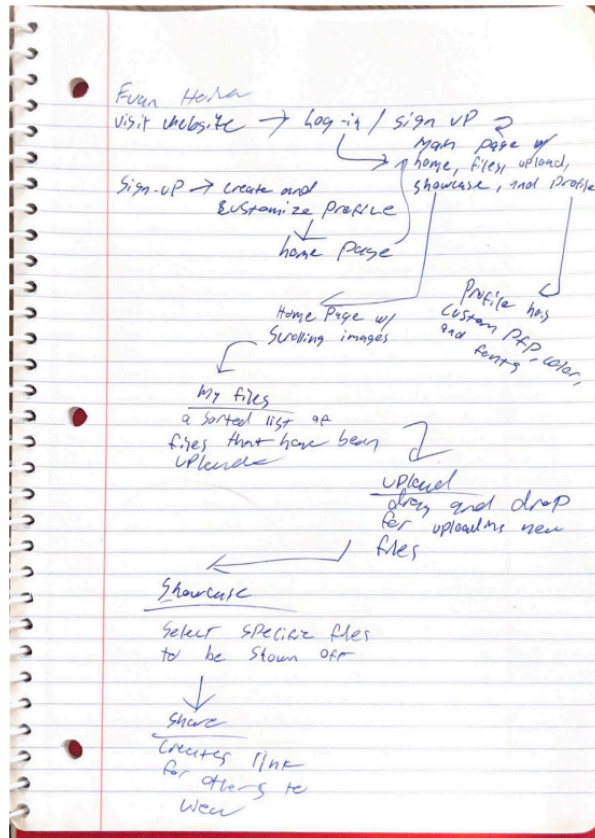 Evan
visit website → Log-in / sign up
Main page w/
home, files, upload,
showcase, and Profile
Sign-up → create and
customize Profile
home Page
Home Page w/
Scrolling images
Profile has
custom PFP, color,
and fonts
My files
a sorted list of
files that have been
uploade
upload
drag and drop
for uploading new
files
Showcase
Select specific files
to be shown off
Share
Creates link
for others to
view